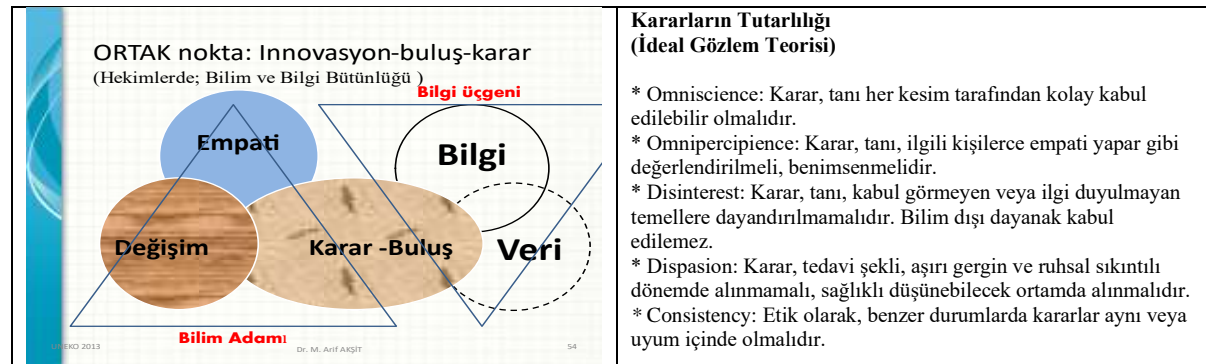 ORTAK nokta: Innovasyon-buluş-karar
(Hekimlerde; Bilim ve Bilgi Bütünlüğü )
Bilgi üçgeni
Empati
Bilgi
Değişim
Karar -Buluş
Veri
Bilim Adamı
UNEKO 2013
Dr. M. Arif AKŞİT
54
Kararların Tutarlılığı
(İdeal Gözlem Teorisi)
* Omniscience: Karar, tanı her kesim tarafından kolay kabul
edilebilir olmalıdır.
* Omnipercipience: Karar, tanı, ilgili kişilerce empati yapar gibi
değerlendirilmeli, benimsenmelidir.
* Disinterest: Karar, tanı, kabul görmeyen veya ilgi duyulmayan
temellere dayandırılmamalıdır. Bilim dışı dayanak kabul
edilemez.
* Dispasion: Karar, tedavi şekli, aşırı gergin ve ruhsal sıkıntılı
dönemde alınmamalı, sağlıklı düşünebilecek ortamda alınmalıdır.
* Consistency: Etik olarak, benzer durumlarda kararlar aynı veya
uyum içinde olmalıdır.